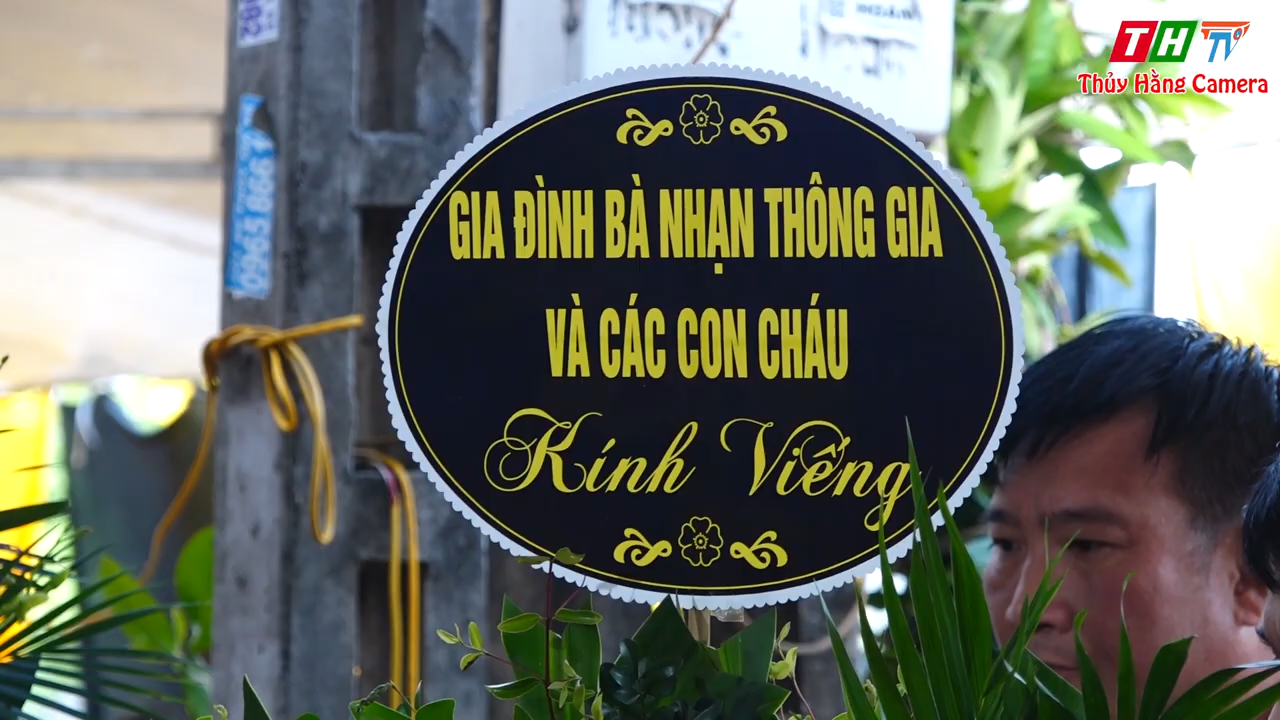 THTV
Thủy Hằng Camera
GIA ĐÌNH BÀ NHẠN THÔNG GIA
VÀ CÁC CON CHÁU
Kính Viếng